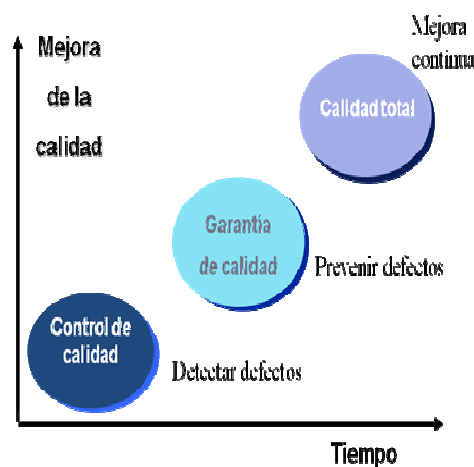 Mejora
continua
Mejora
de la
calidad
Calidad total
Garantía
de calidad
Prevenir defectos
Control de
calidad
Detectar defectos
Tiempo